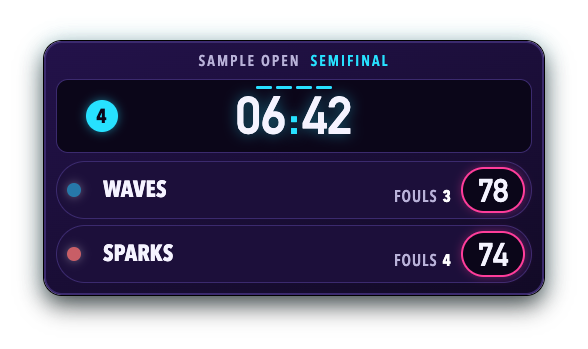 SAMPLE OPEN SEMIFINAL
4 06:42
WAVES FOULS 3 78
SPARKS FOULS 4 74